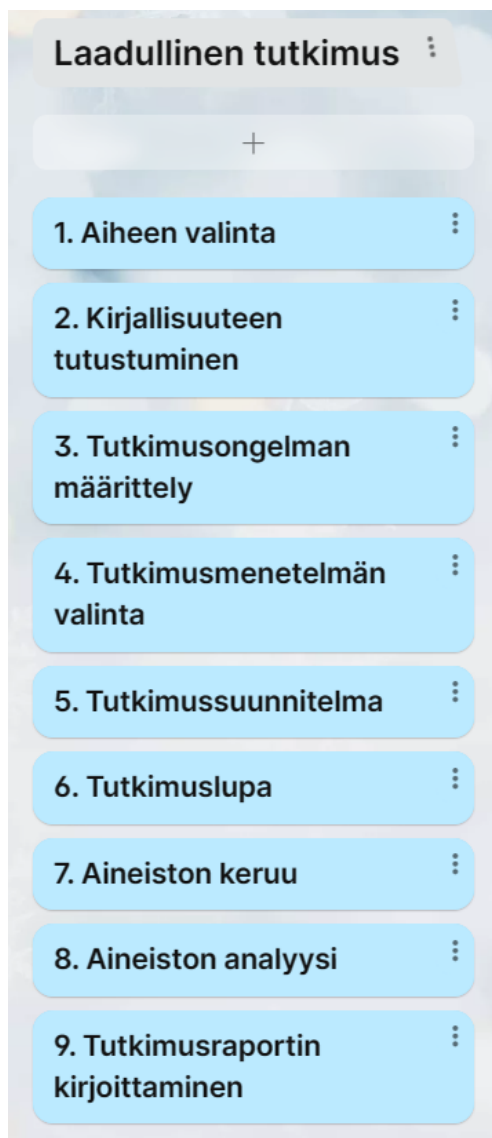 Laadullinen tutkimus
+
1. Aiheen valinta
2. Kirjallisuuteen
tutustuminen
3. Tutkimusongelman
määrittely
4. Tutkimusmenetelmän
valinta
5. Tutkimussuunnitelma
6. Tutkimuslupa
7. Aineiston keruu
8. Aineiston analyysi
9. Tutkimusraportin
kirjoittaminen